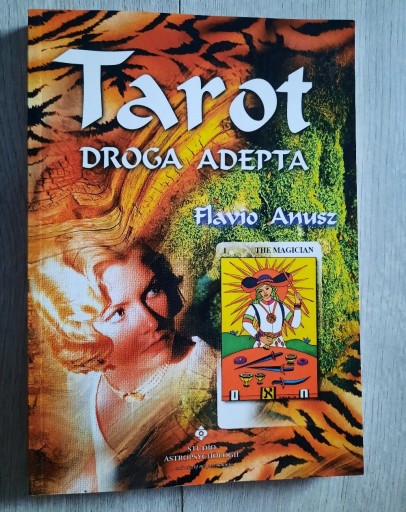 Tarot
DROGA ADEPTA
Flavio Anusz
I THE MAGICIAN
STUDIO
ASTROPSYCHOLOGII